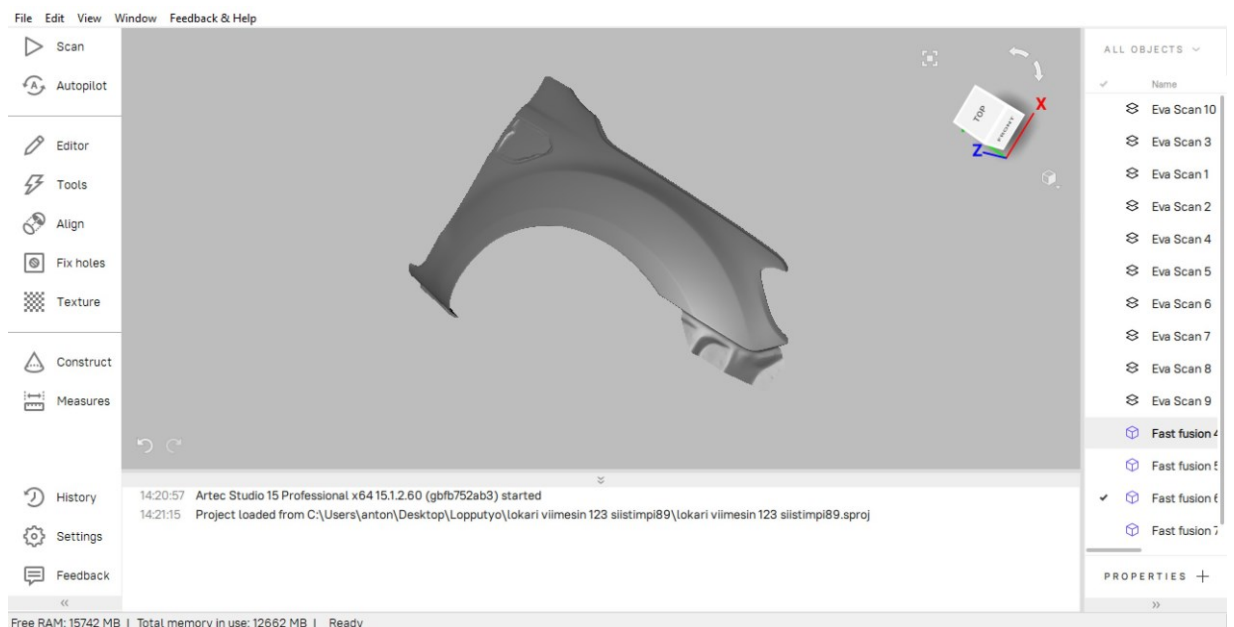 File Edit View Window Feedback & Help
Scan
Autopilot
Editor
Tools
Align
Fix holes
Texture
Construct
Measures
History
Settings
Feedback
TOP
FRONT
X
Z
14:20:57 Artec Studio 15 Professional x64 15.1.2.60 (gbfb752ab3) started
14:21:15 Project loaded from C:\Users\anton\Desktop\Lopputyo\lokari viimesin 123 siistimpi89\lokari viimesin 123 siistimpi89.sproj
ALL OBJECTS
Name
Eva Scan 10
Eva Scan 3
Eva Scan 1
Eva Scan 2
Eva Scan 4
Eva Scan 5
Eva Scan 6
Eva Scan 7
Eva Scan 8
Eva Scan 9
Fast fusion 4
Fast fusion 5
Fast fusion 6
Fast fusion 7
PROPERTIES
Free RAM: 15742 MB | Total memory in use: 12662 MB | Ready